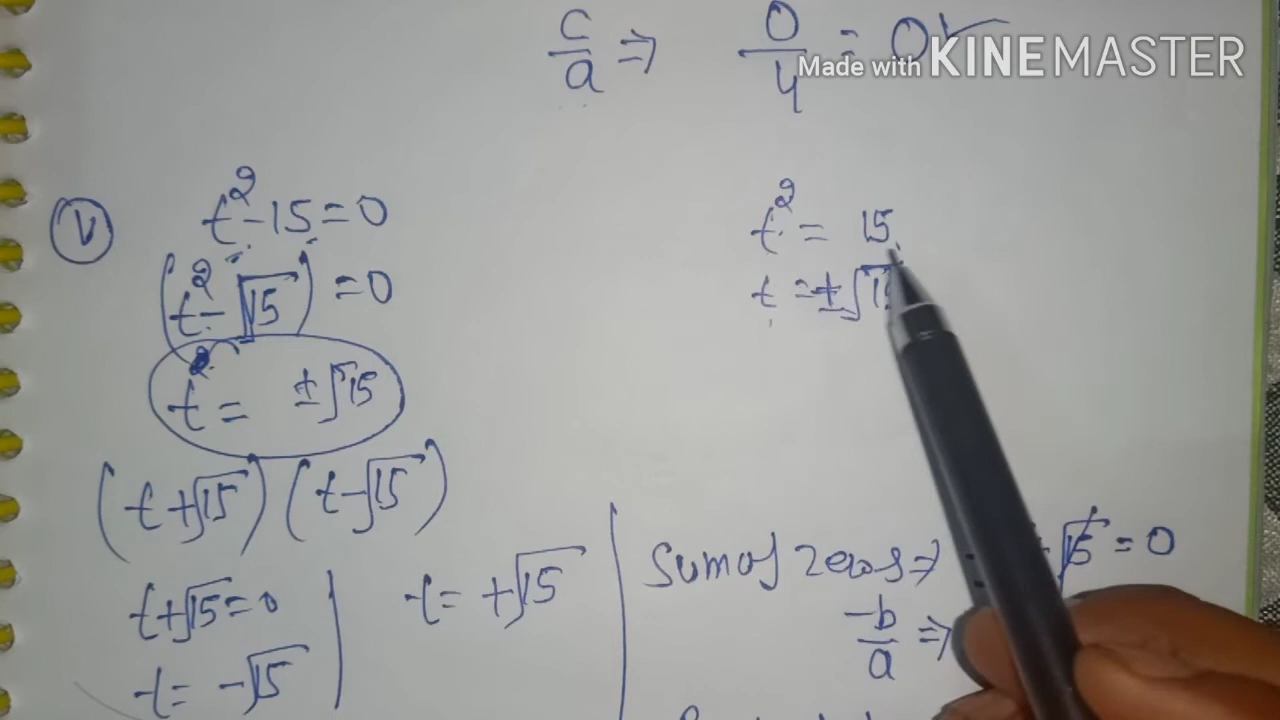 c/a ⇒ 0/4 = 0
Made with KINEMASTER
V t² - 15 = 0
(t² - √15) = 0
t = ±√15
(t + √15) (t - √15)
t + √15 = 0
t = -√15
t = +√15
t² = 15
t = ±√15
Sum of zeros ⇒ √15 = 0
-b/a ⇒